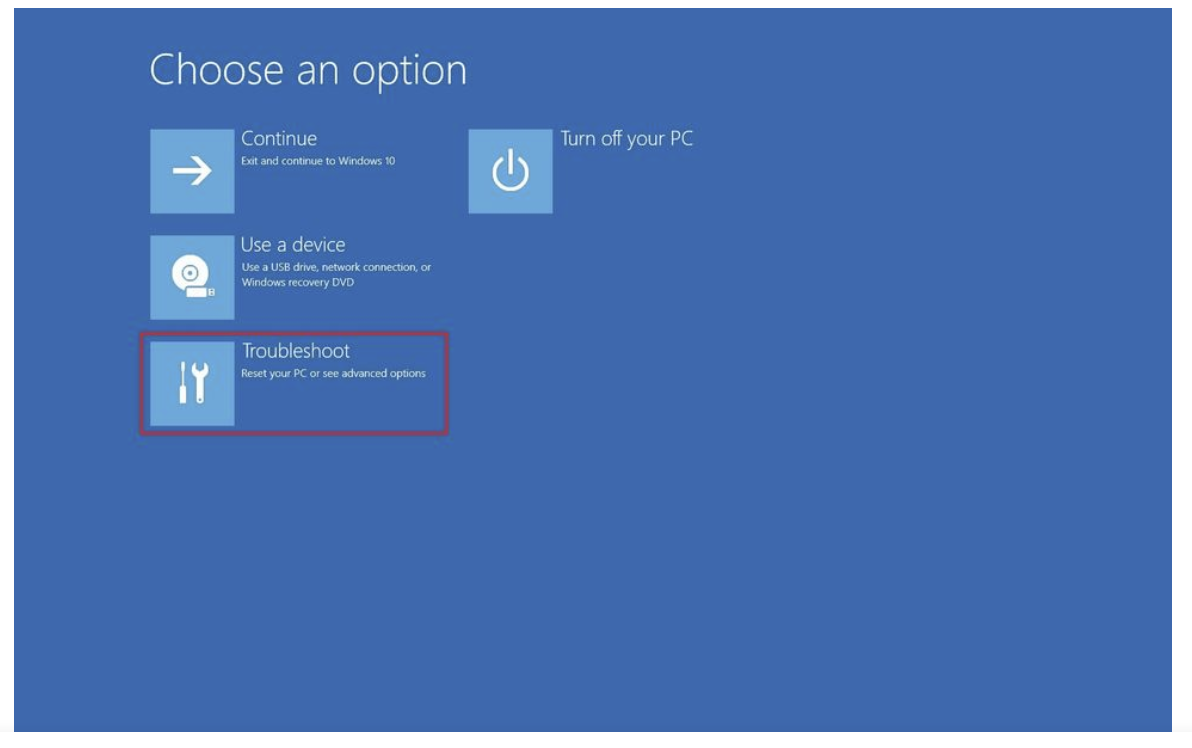 Choose an option
Continue
Exit and continue to Windows 10
Turn off your PC
Use a device
Use a USB drive, network connection, or
Windows recovery DVD
Troubleshoot
Reset your PC or see advanced options